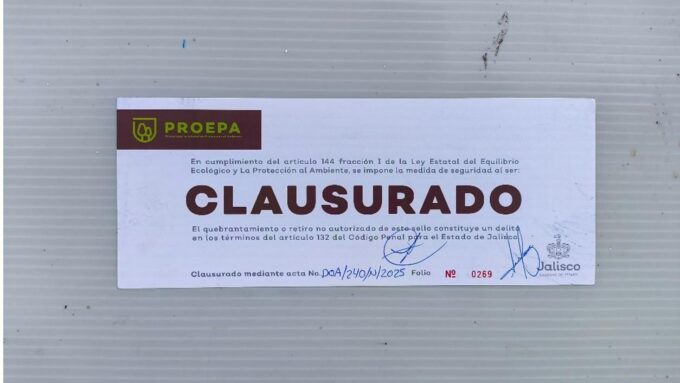 PROEPA
En cumplimiento del artículo 144 fracción I de la Ley Estatal del Equilibrio
Ecológico y La Protección al Ambiente, se impone la medida de seguridad al ser:
CLAUSURADO
El quebrantamiento o retiro no autorizado de este sello constituye un delito
en los términos del artículo 132 del Código Penal para el Estado de Jalisco.
Clausurado mediante acta No. DOA/240/N/2025 Folio Nº 0269
Jalisco